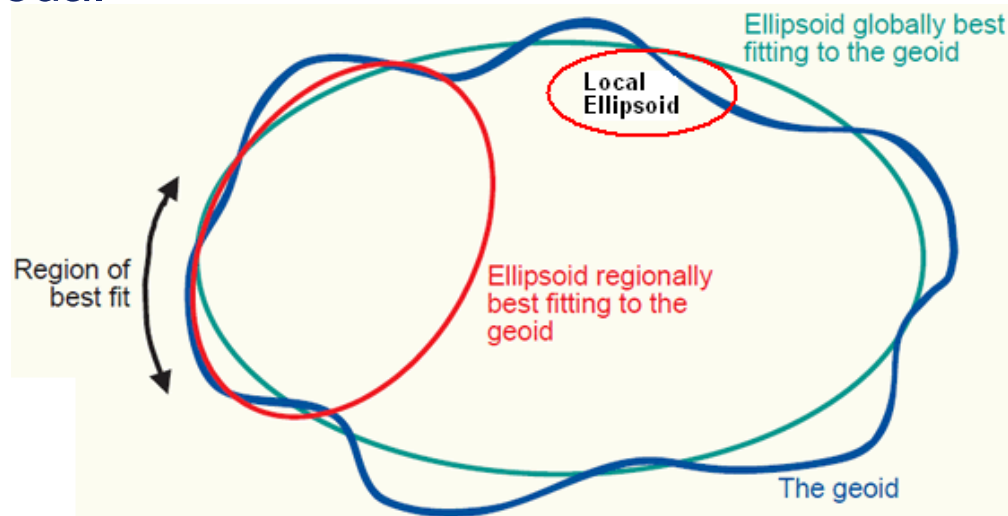 Ellipsoid globally best
fitting to the geoid
Local
Ellipsoid
Region of
best fit
Ellipsoid regionally
best fitting to the
geoid
The geoid